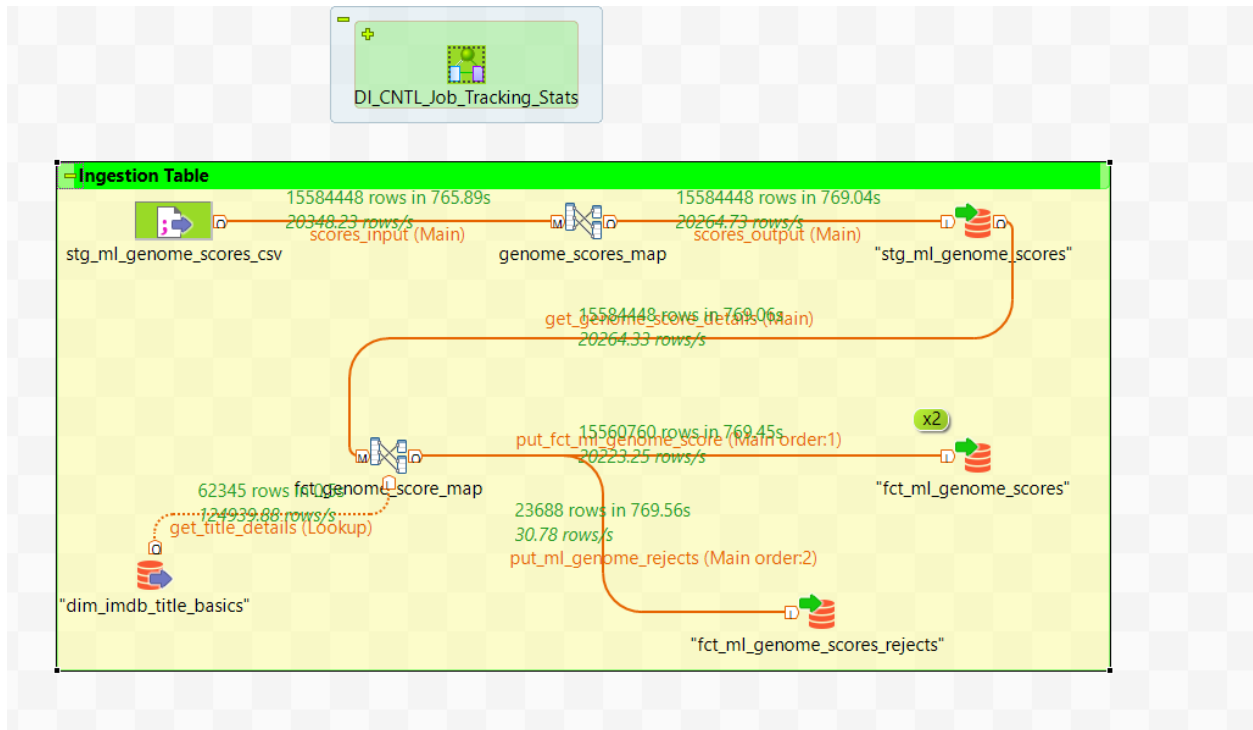 DI_CNTL_Job_Tracking_Stats
Ingestion Table
15584448 rows in 765.89s
20348.23 rows/s
scores_input (Main)
15584448 rows in 769.04s
20264.73 rows/s
scores_output (Main)
stg_ml_genome_scores_csv
genome_scores_map
"stg_ml_genome_scores"
15584448 rows in 769.06s
get_genome_score_details (Main)
20264.33 rows/s
x2
15560760 rows in 769.45s
put_fct_ml_genome_score (Main order:1)
20223.25 rows/s
M
O
I
fct_genome_score_map
"fct_ml_genome_scores"
62345 rows in 0.5s
124939.88 rows/s
get_title_details (Lookup)
23688 rows in 769.56s
30.78 rows/s
put_ml_genome_rejects (Main order:2)
"dim_imdb_title_basics"
"fct_ml_genome_scores_rejects"